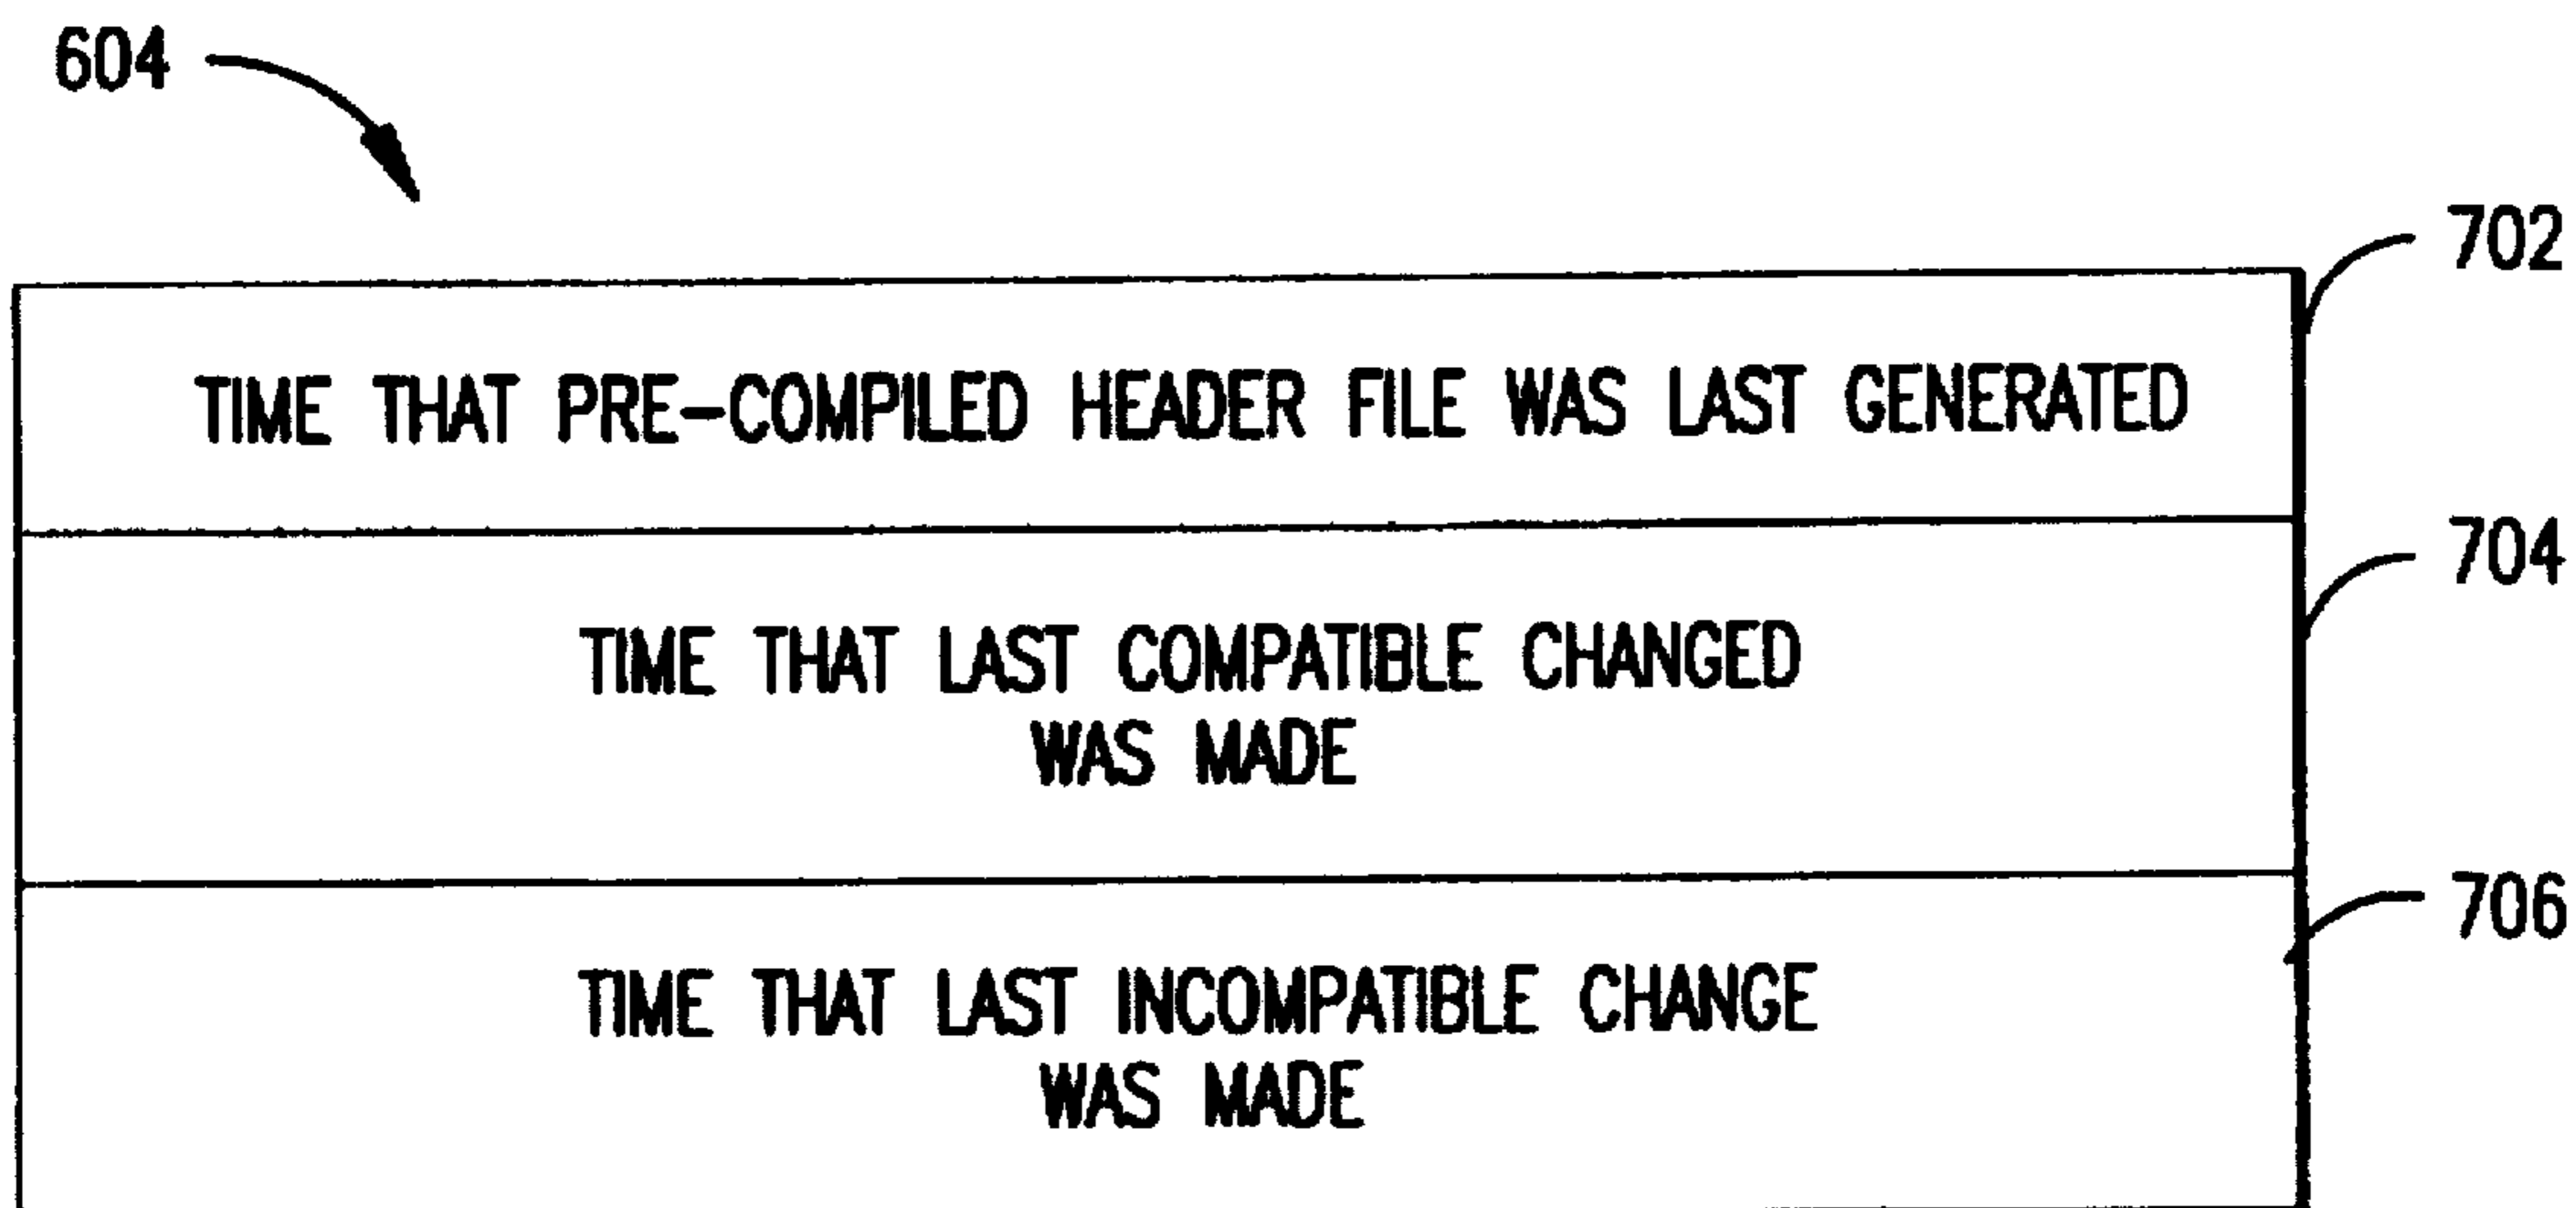 604
702
TIME THAT PRE-COMPILED HEADER FILE WAS LAST GENERATED
704
TIME THAT LAST COMPATIBLE CHANGED
WAS MADE
706
TIME THAT LAST INCOMPATIBLE CHANGE
WAS MADE